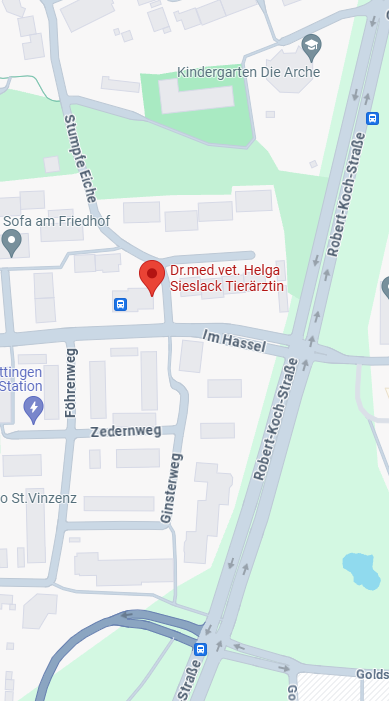 Kindergarten Die Arche
Robert-Koch-Straße
Stumpfe Eiche
Sofa am Friedhof
Dr.med.vet. Helga
Sieslack Tierärztin
Im Hassel
ttingen
Station
Föhrenweg
Robert-Koch-Straße
Zedernweg
Ginsterweg
o St.Vinzenz
Straße
Golds
Go